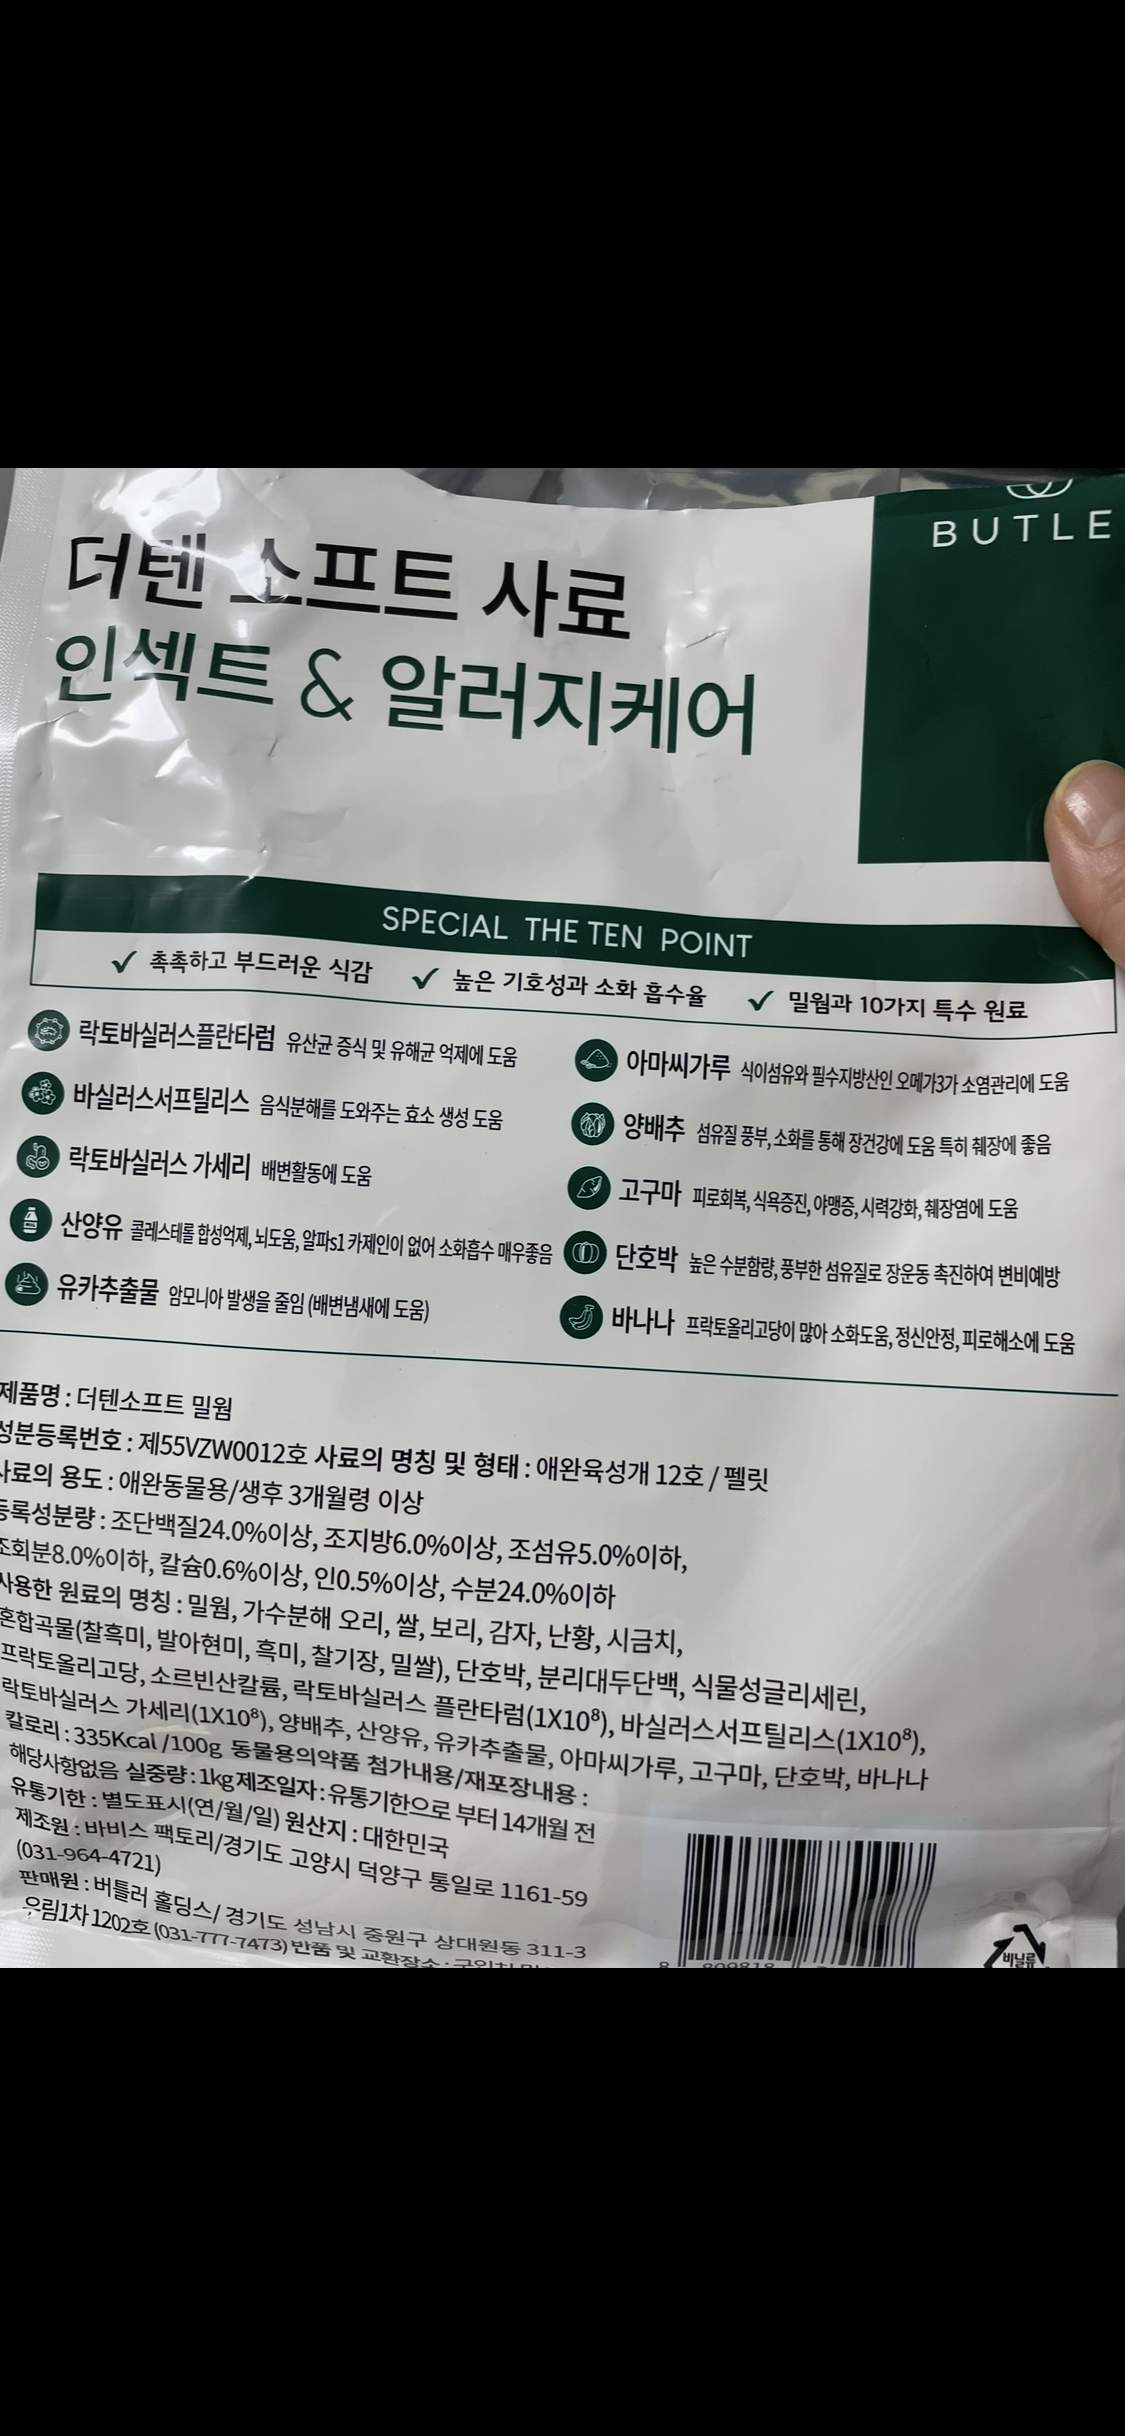 BUTLE
더텐 소프트 사료
인섹트 & 알러지케어
SPECIAL THE TEN POINT
✓ 촉촉하고 부드러운 식감 ✓ 높은 기호성과 소화 흡수율 ✓ 밀웜과 10가지 특수 원료
락토바실러스플란타럼 유산균 증식 및 유해균 억제에 도움
바실러스서프틸리스 음식분해를 도와주는 효소 생성 도움
락토바실러스 가세리 배변활동에 도움
산양유 콜레스테롤 합성억제, 뇌도움, 알파s1 카제인이 없어 소화흡수 매우좋음
유카추출물 암모니아 발생을 줄임 (배변냄새에 도움)
아마씨가루 식이섬유와 필수지방산인 오메가3가 소염관리에 도움
양배추 섬유질 풍부, 소화를 통해 장건강에 도움 특히 췌장에 좋음
고구마 피로회복, 식욕증진, 야맹증, 시력강화, 췌장염에 도움
단호박 높은 수분함량, 풍부한 섬유질로 장운동 촉진하여 변비예방
바나나 프락토올리고당이 많아 소화도움, 정신안정, 피로해소에 도움
제품명 : 더텐소프트 밀웜
성분등록번호 : 제55VZW0012호 사료의 명칭 및 형태 : 애완육성개 12호 / 펠릿
사료의 용도 : 애완동물용/생후 3개월령 이상
등록성분량 : 조단백질24.0%이상, 조지방6.0%이상, 조섬유5.0%이하,
조회분8.0%이하, 칼슘0.6%이상, 인0.5%이상, 수분24.0%이하
사용한 원료의 명칭 : 밀웜, 가수분해 오리, 쌀, 보리, 감자, 난황, 시금치,
혼합곡물(찰흑미, 발아현미, 흑미, 찰기장, 밀쌀), 단호박, 분리대두단백, 식물성글리세린,
프락토올리고당, 소르빈산칼륨, 락토바실러스 플란타럼(1X10⁸), 바실러스서프틸리스(1X10⁸),
락토바실러스 가세리(1X10⁸), 양배추, 산양유, 유카추출물, 아마씨가루, 고구마, 단호박, 바나나
칼로리 : 335Kcal /100g 동물용의약품 첨가내용/재포장내용 :
해당사항없음 실중량 : 1kg 제조일자 : 유통기한으로 부터 14개월 전
유통기한 : 별도표시(연/월/일) 원산지 : 대한민국
제조원 : 바비스 팩토리/경기도 고양시 덕양구 통일로 1161-59
(031-964-4721)
판매원 : 버틀러 홀딩스/ 경기도 성남시 중원구 상대원동 311-3
우림1차 1202호 (031-777-7473) 반품 및 교환장소 :
8 809818
비닐류